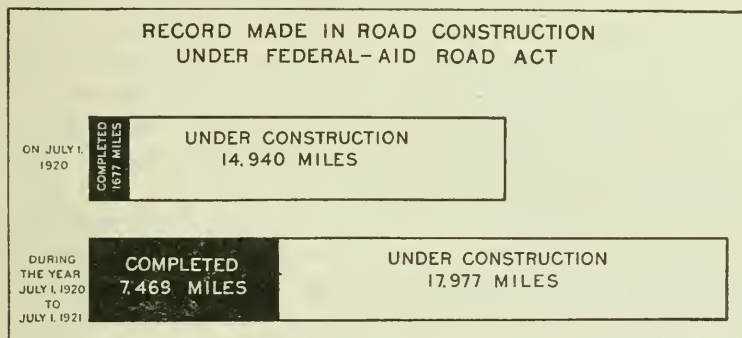 RECORD MADE IN ROAD CONSTRUCTION
UNDER FEDERAL-AID ROAD ACT
ON JULY 1,
1920
COMPLETED
1677 MILES
UNDER CONSTRUCTION
14,940 MILES
DURING
THE YEAR
JULY 1, 1920
TO
JULY 1, 1921
COMPLETED
7,469 MILES
UNDER CONSTRUCTION
17,977 MILES